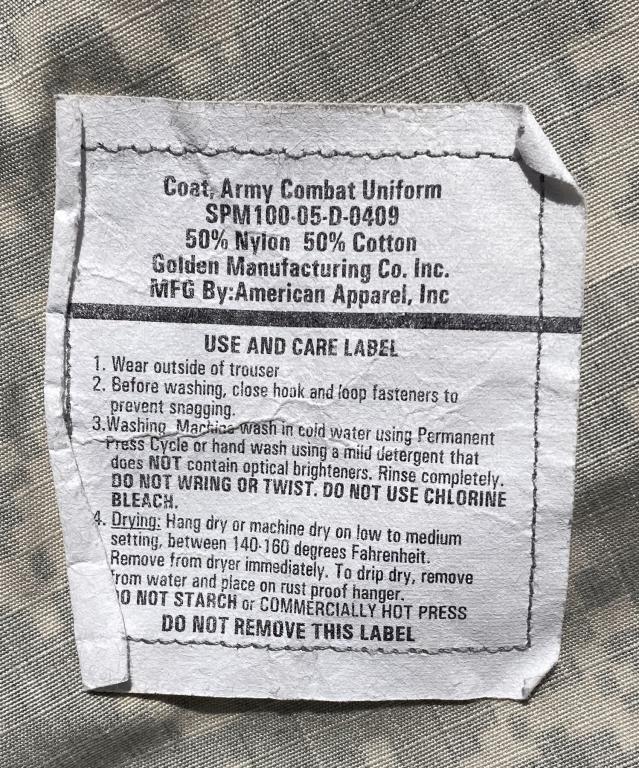 Coat, Army Combat Uniform
SPM100-05-D-0409
50% Nylon 50% Cotton
Golden Manufacturing Co. Inc.
MFG By:American Apparel, Inc
USE AND CARE LABEL
1. Wear outside of trouser
2. Before washing, close hook and loop fasteners to
prevent snagging.
3.Washing Machine wash in cold water using Permanent
Press Cycle or hand wash using a mild detergent that
does NOT contain optical brighteners. Rinse completely.
DO NOT WRING OR TWIST. DO NOT USE CHLORINE
BLEACH.
4. Drying: Hang dry or machine dry on low to medium
setting, between 140-160 degrees Fahrenheit.
Remove from dryer immediately. To drip dry, remove
from water and place on rust proof hanger.
DO NOT STARCH or COMMERCIALLY HOT PRESS
DO NOT REMOVE THIS LABEL